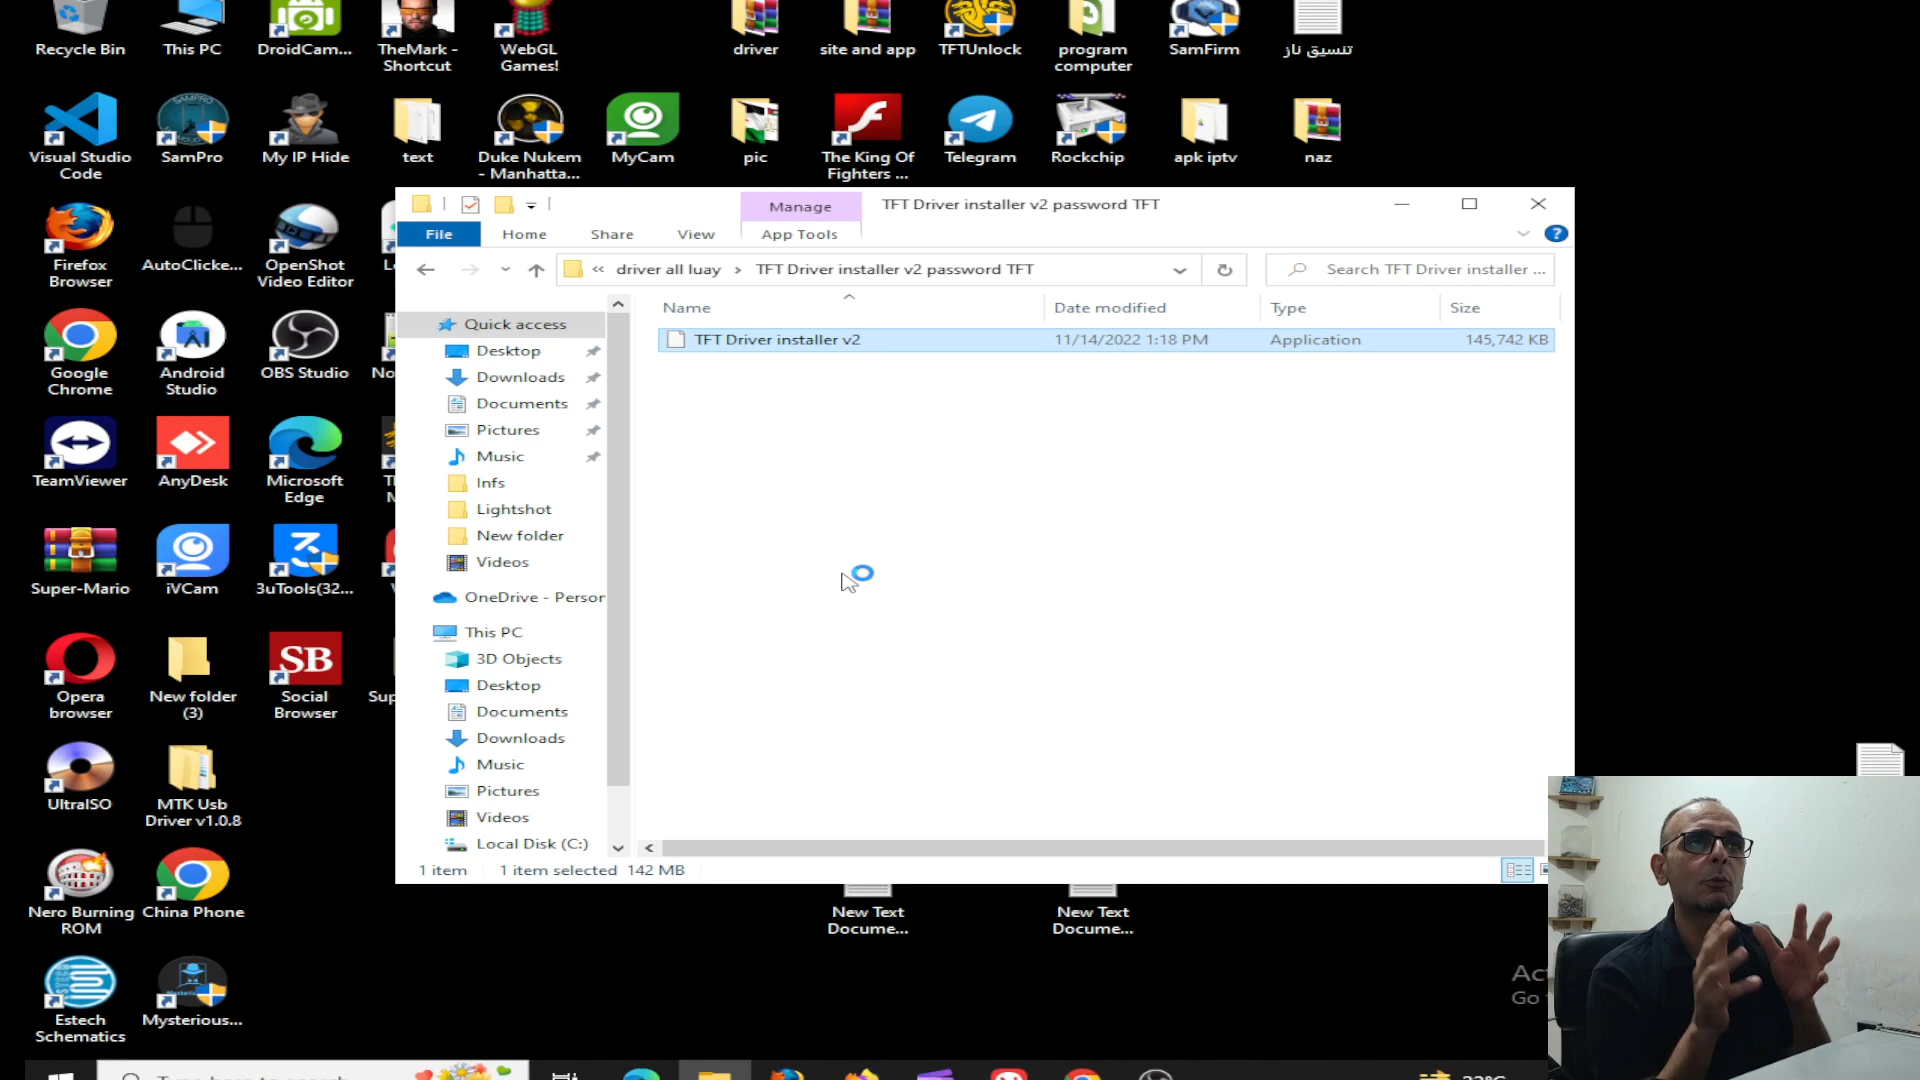 Recycle Bin
This PC
DroidCam...
TheMark -
Shortcut
WebGL
Games!
driver
site and app
TFTUnlock
program
computer
SamFirm
تنسيق ناز
Visual Studio
Code
SamPro
My IP Hide
text
Duke Nukem
- Manhatta...
MyCam
pic
The King Of
Fighters ...
Telegram
Rockchip
apk iptv
naz
Firefox
Browser
AutoClicke...
OpenShot
Video Editor
Google
Chrome
Android
Studio
OBS Studio
TeamViewer
AnyDesk
Microsoft
Edge
Super-Mario
iVCam
3uTools(32...
Opera
browser
New folder
(3)
SB
Social
Browser
UltraISO
MTK Usb
Driver v1.0.8
Nero Burning
ROM
China Phone
Estech
Schematics
Mysterious...
Manage
TFT Driver installer v2 password TFT
File
Home
Share
View
App Tools
« driver all luay › TFT Driver installer v2 password TFT
Search TFT Driver installer ...
Name
Date modified
Type
Size
TFT Driver installer v2
11/14/2022 1:18 PM
Application
145,742 KB
Quick access
Desktop
Downloads
Documents
Pictures
Music
Infs
Lightshot
New folder
Videos
OneDrive - Person
This PC
3D Objects
Desktop
Documents
Downloads
Music
Pictures
Videos
Local Disk (C:)
1 item
1 item selected 142 MB
New Text
Docume...
New Text
Docume...
Go